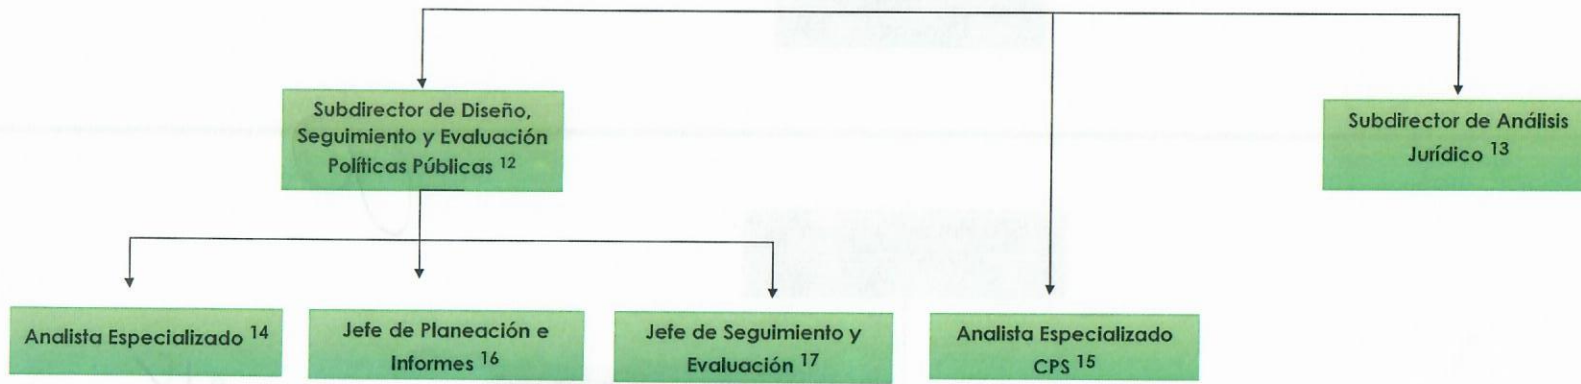 Subdirector de Diseño,
Seguimiento y Evaluación
Políticas Públicas 12
Subdirector de Análisis
Jurídico 13
Analista Especializado 14
Jefe de Planeación e
Informes 16
Jefe de Seguimiento y
Evaluación 17
Analista Especializado
CPS 15